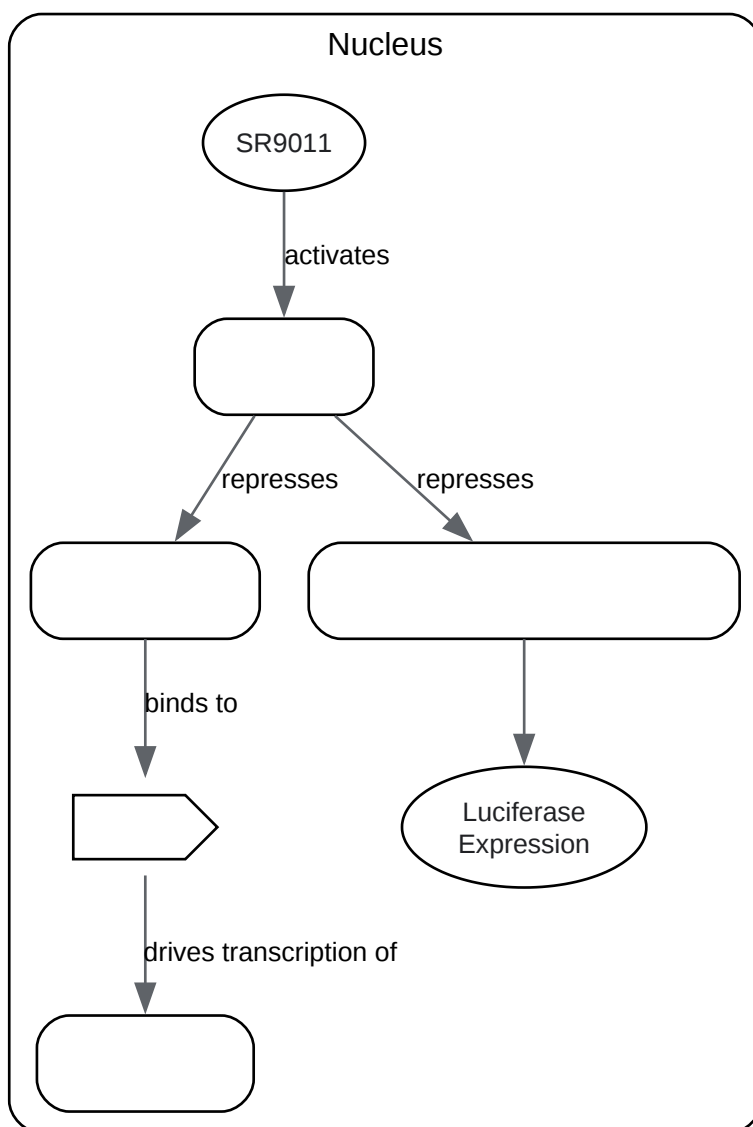 Nucleus
SR9011
activates
represses
represses
binds to
Luciferase
Expression
drives transcription of